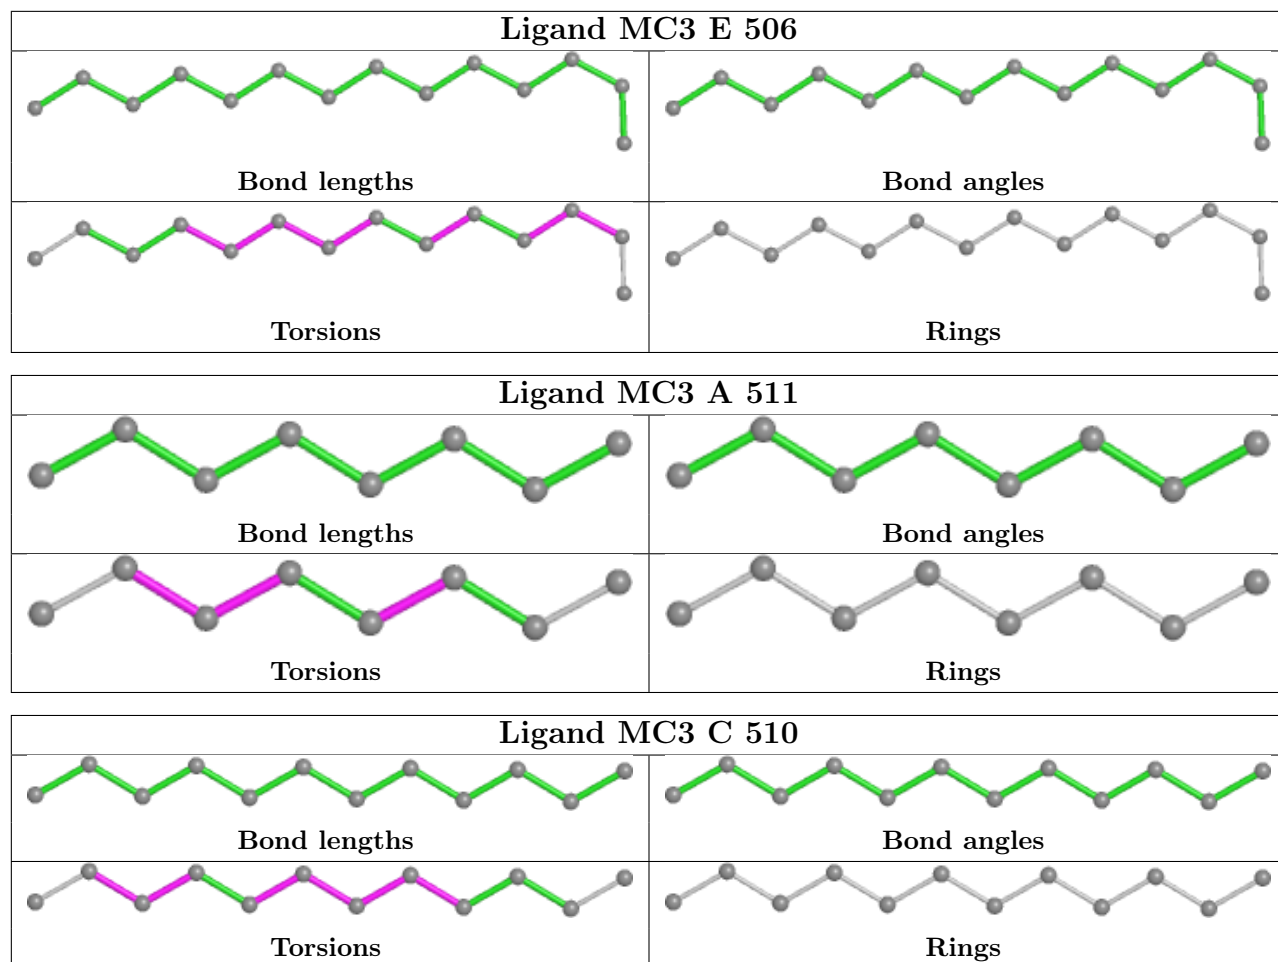 Ligand MC3 E 506
Bond lengths
Bond angles
Torsions
Rings
Ligand MC3 A 511
Bond lengths
Bond angles
Torsions
Rings
Ligand MC3 C 510
Bond lengths
Bond angles
Torsions
Rings